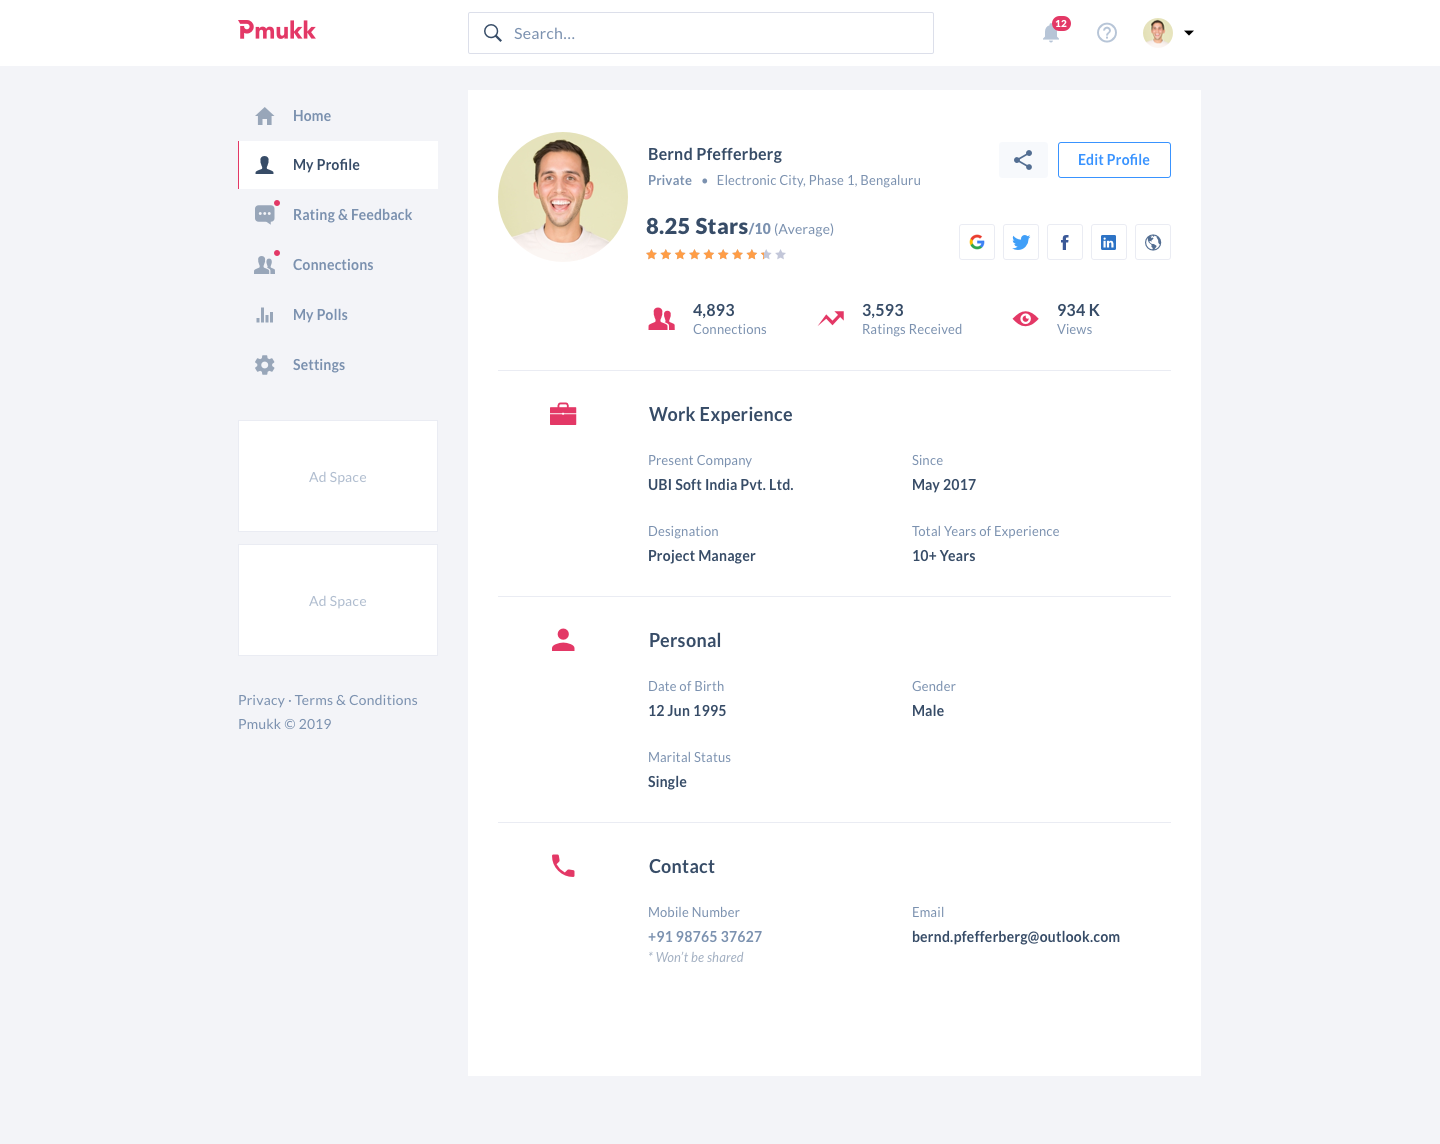 Pmukk
Search...
12
Home
My Profile
Rating & Feedback
Connections
My Polls
Settings
Ad Space
Ad Space
Privacy · Terms & Conditions
Pmukk © 2019
Bernd Pfefferberg
Private • Electronic City, Phase 1, Bengaluru
Edit Profile
8.25 Stars/10 (Average)
4,893
Connections
3,593
Ratings Received
934 K
Views
Work Experience
Present Company
UBI Soft India Pvt. Ltd.
Since
May 2017
Designation
Project Manager
Total Years of Experience
10+ Years
Personal
Date of Birth
12 Jun 1995
Gender
Male
Marital Status
Single
Contact
Mobile Number
+91 98765 37627
* Won't be shared
Email
bernd.pfefferberg@outlook.com